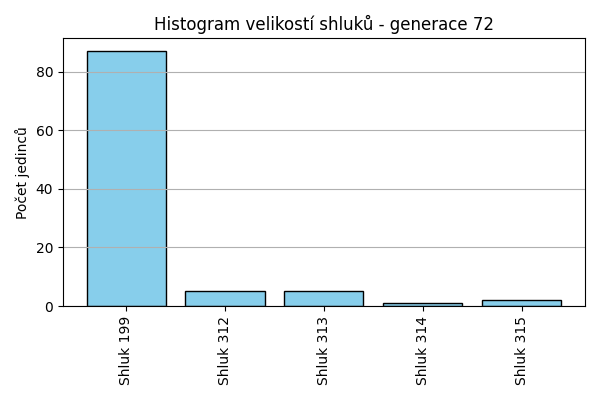 Histogram velikostí shluků - generace 72
Počet jedinců
80
60
40
20
0
Shluk 199
Shluk 312
Shluk 313
Shluk 314
Shluk 315